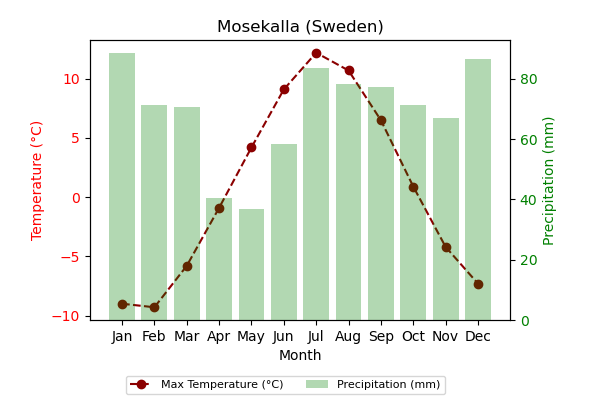 Mosekalla (Sweden)
Temperature (°C)
10
5
0
−5
−10
80
60
40
20
0
Precipitation (mm)
Jan Feb Mar Apr May Jun Jul Aug Sep Oct Nov Dec
Month
Max Temperature (°C) Precipitation (mm)